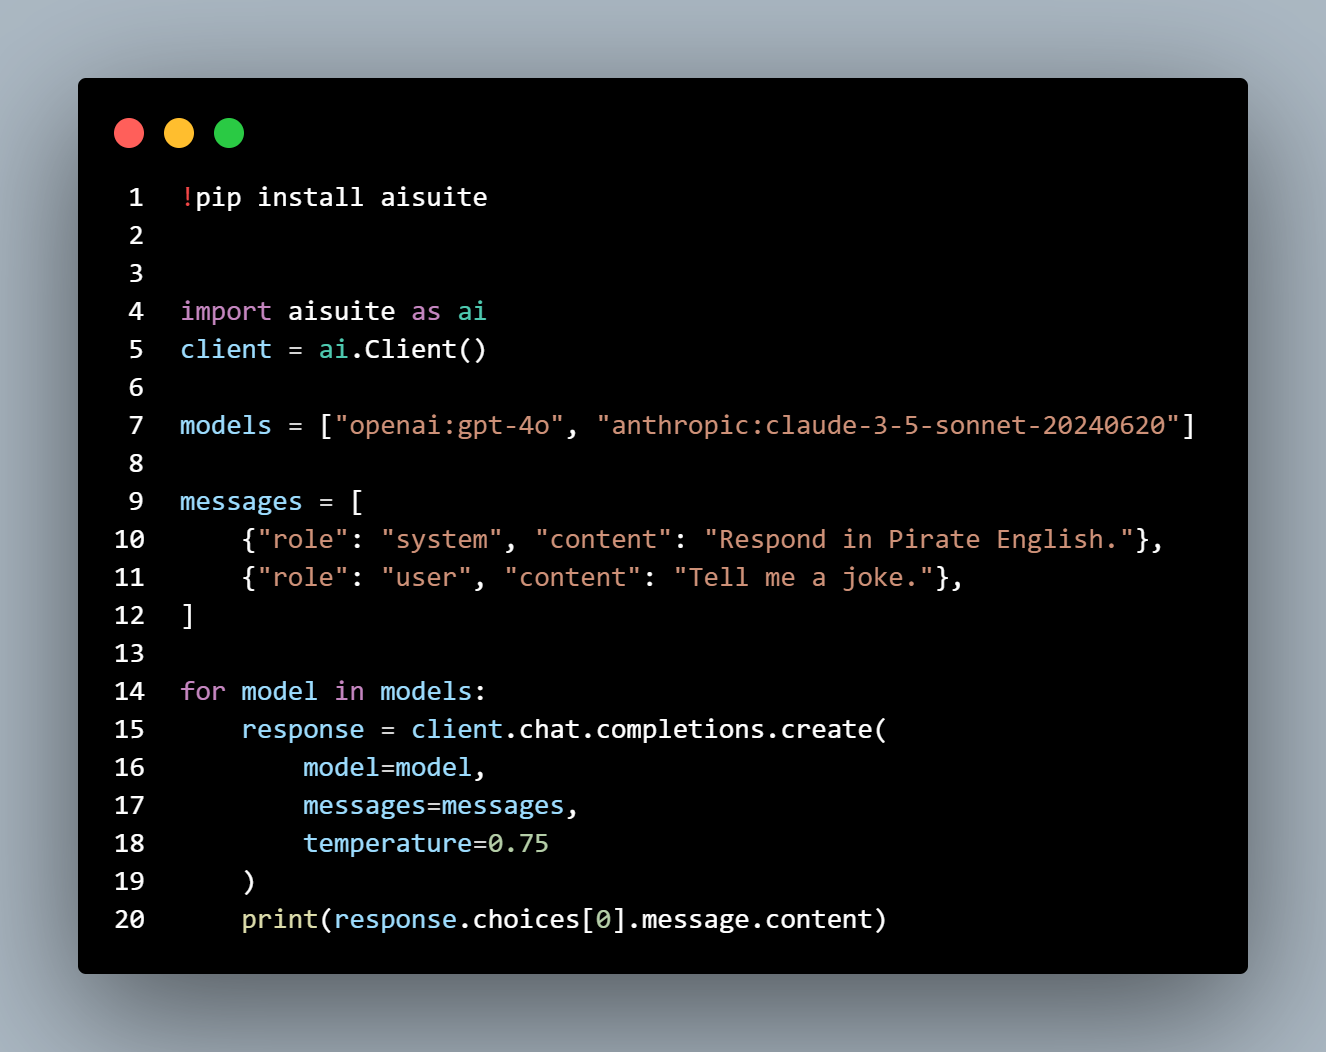 1 !pip install aisuite
2
3
4 import aisuite as ai
5 client = ai.Client()
6
7 models = ["openai:gpt-4o", "anthropic:claude-3-5-sonnet-20240620"]
8
9 messages = [
10     {"role": "system", "content": "Respond in Pirate English."},
11     {"role": "user", "content": "Tell me a joke."},
12 ]
13
14 for model in models:
15     response = client.chat.completions.create(
16         model=model,
17         messages=messages,
18         temperature=0.75
19     )
20     print(response.choices[0].message.content)